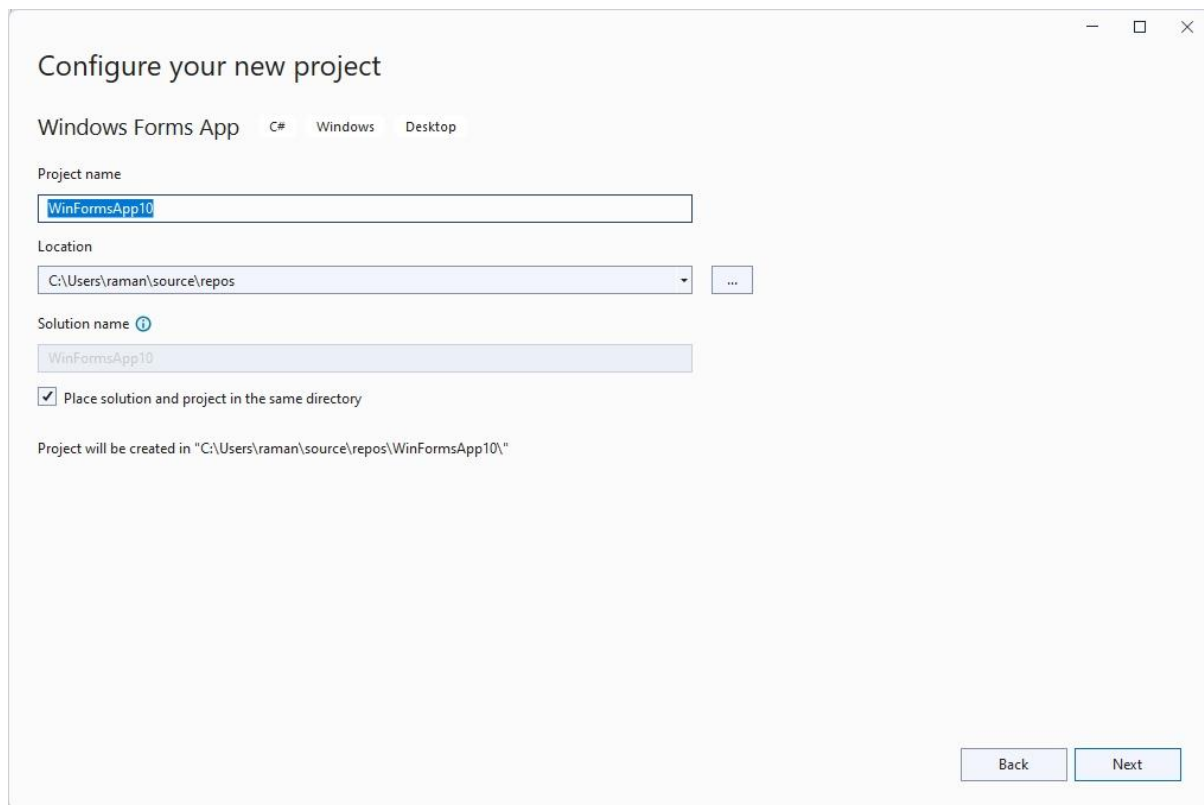 Configure your new project
Windows Forms App C# Windows Desktop
Project name
WinFormsApp10
Location
C:\Users\raman\source\repos
...
Solution name
WinFormsApp10
Place solution and project in the same directory
Project will be created in "C:\Users\raman\source\repos\WinFormsApp10\"
Back Next